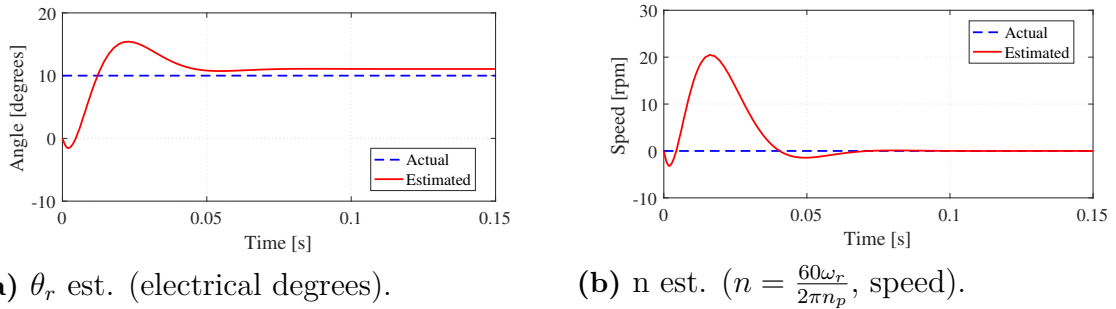 20
10
0
-10
Angle [degrees]
Actual
Estimated
0
0.05
0.1
0.15
Time [s]
) θ_r est. (electrical degrees).
30
20
10
0
-10
Speed [rpm]
Actual
Estimated
0
0.05
0.1
0.15
Time [s]
(b) n est. (n = \frac{60ω_r}{2πn_p}, speed).